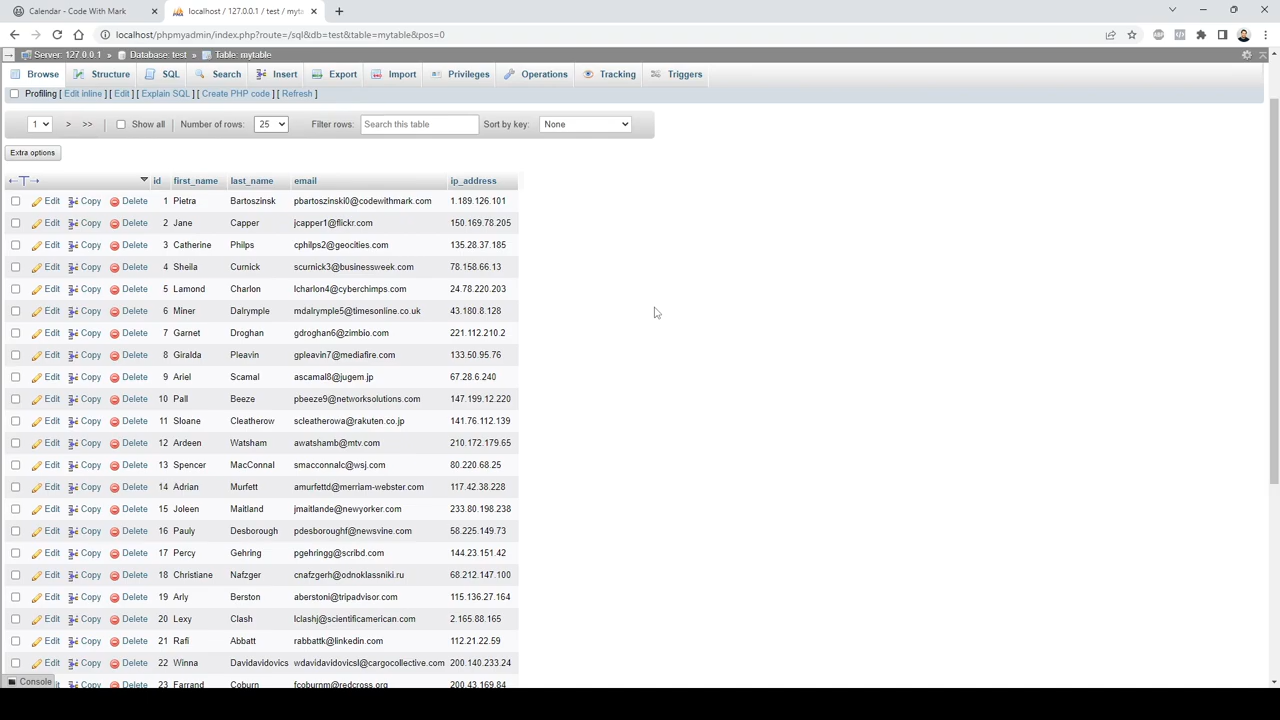 Calendar - Code With Mark
localhost / 127.0.0.1 / test / myta
localhost/phpmyadmin/index.php?route=/sql&db=test&table=mytable&pos=0
Server: 127.0.0.1 » Database: test » Table: mytable
Browse Structure SQL Search Insert Export Import Privileges Operations Tracking Triggers
Profiling [ Edit inline ] [ Edit ] [ Explain SQL ] [ Create PHP code ] [ Refresh ]
1 > >> Show all Number of rows: 25 Filter rows: Search this table Sort by key: None
Extra options
id first_name last_name email ip_address
Edit Copy Delete 1 Pietra Bartoszinsk pbartoszinski0@codewithmark.com 1.189.126.101
Edit Copy Delete 2 Jane Capper jcapper1@flickr.com 150.169.78.205
Edit Copy Delete 3 Catherine Philps cphilps2@geocities.com 135.28.37.185
Edit Copy Delete 4 Sheila Curnick scurnick3@businessweek.com 78.158.66.13
Edit Copy Delete 5 Lamond Charlon lcharlon4@cyberchimps.com 24.78.220.203
Edit Copy Delete 6 Miner Dalrymple mdalrymple5@timesonline.co.uk 43.180.8.128
Edit Copy Delete 7 Garnet Droghan gdroghan6@zimbio.com 221.112.210.2
Edit Copy Delete 8 Giralda Pleavin gpleavin7@mediafire.com 133.50.95.76
Edit Copy Delete 9 Ariel Scamal ascamal8@jugem.jp 67.28.6.240
Edit Copy Delete 10 Pall Beeze pbeeze9@networksolutions.com 147.199.12.220
Edit Copy Delete 11 Sloane Cleatherow scleatherowa@rakuten.co.jp 141.76.112.139
Edit Copy Delete 12 Ardeen Watsham awatshamb@mtv.com 210.172.179.65
Edit Copy Delete 13 Spencer MacConnal smacconnalc@wsj.com 80.220.68.25
Edit Copy Delete 14 Adrian Murfett amurfettd@merriam-webster.com 117.42.38.228
Edit Copy Delete 15 Joleen Maitland jmaitlande@newyorker.com 233.80.198.238
Edit Copy Delete 16 Pauly Desborough pdesboroughf@newsvine.com 58.225.149.73
Edit Copy Delete 17 Percy Gehring pgehringg@scribd.com 144.23.151.42
Edit Copy Delete 18 Christiane Nafzger cnafzgerh@odnoklassniki.ru 68.212.147.100
Edit Copy Delete 19 Arly Berston aberstoni@tripadvisor.com 115.136.27.164
Edit Copy Delete 20 Lexy Clash lclashj@scientificamerican.com 2.165.88.165
Edit Copy Delete 21 Rafi Abbatt rabbattk@linkedin.com 112.21.22.59
Edit Copy Delete 22 Winna Davidavidovics wdavidavidovicsl@cargocollective.com 200.140.233.24
Console Copy Delete 23 Farrand Coburn fcoburnm@redcross.org 200.43.169.84